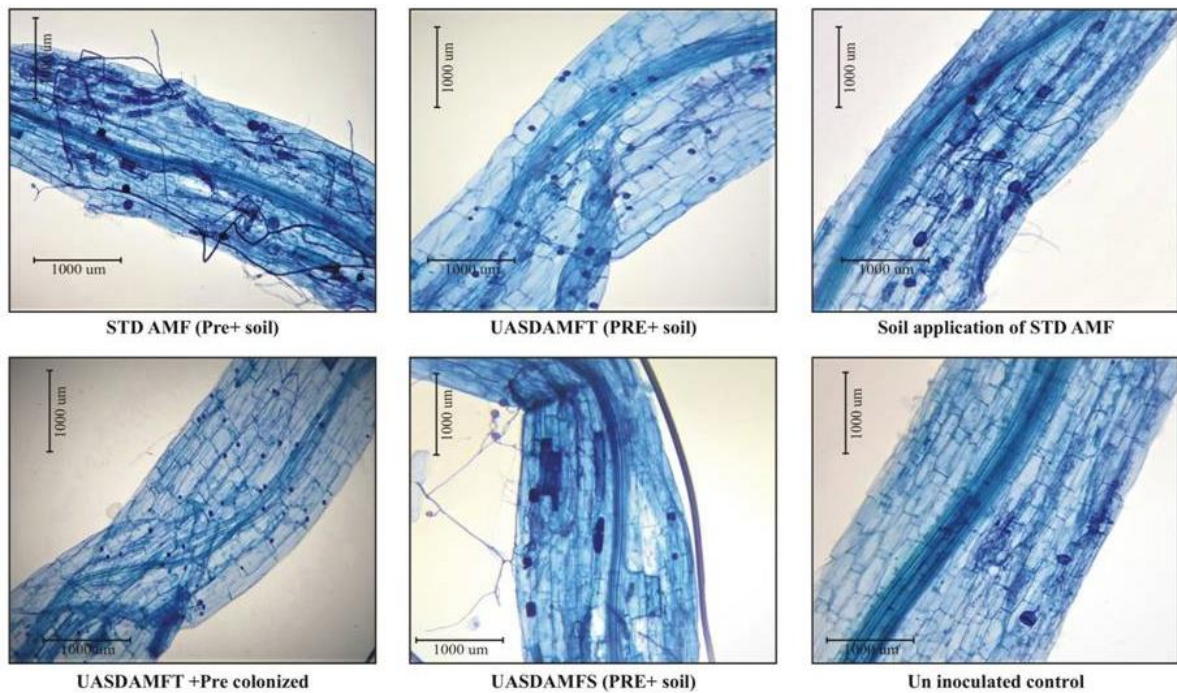 1000 um
1000 um
STD AMF (Pre+ soil)
1000 um
1000 um
UASDAMFT (PRE+ soil)
1000 um
1000 um
Soil application of STD AMF
1000 um
1000 um
UASDAMFT +Pre colonized
1000 um
1000 um
UASDAMFS (PRE+ soil)
1000 um
1000 um
Un inoculated control